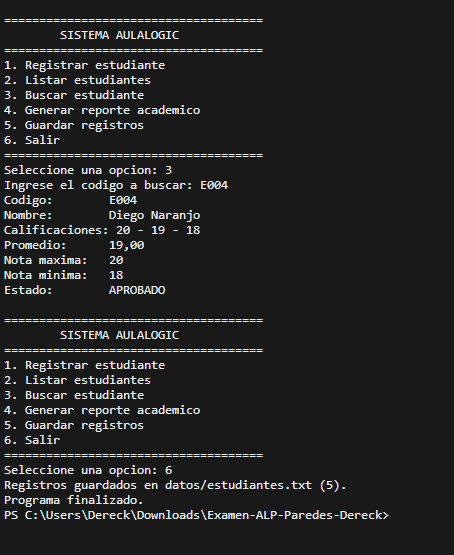 =====================================
SISTEMA AULALOGIC
=====================================
1. Registrar estudiante
2. Listar estudiantes
3. Buscar estudiante
4. Generar reporte academico
5. Guardar registros
6. Salir
=====================================
Seleccione una opcion: 3
Ingrese el codigo a buscar: E004
Codigo: E004
Nombre: Diego Naranjo
Calificaciones: 20 - 19 - 18
Promedio: 19,00
Nota maxima: 20
Nota minima: 18
Estado: APROBADO
=====================================
SISTEMA AULALOGIC
=====================================
1. Registrar estudiante
2. Listar estudiantes
3. Buscar estudiante
4. Generar reporte academico
5. Guardar registros
6. Salir
=====================================
Seleccione una opcion: 6
Registros guardados en datos/estudiantes.txt (5).
Programa finalizado.
PS C:\Users\Dereck\Downloads\Examen-ALP-Paredes-Dereck>